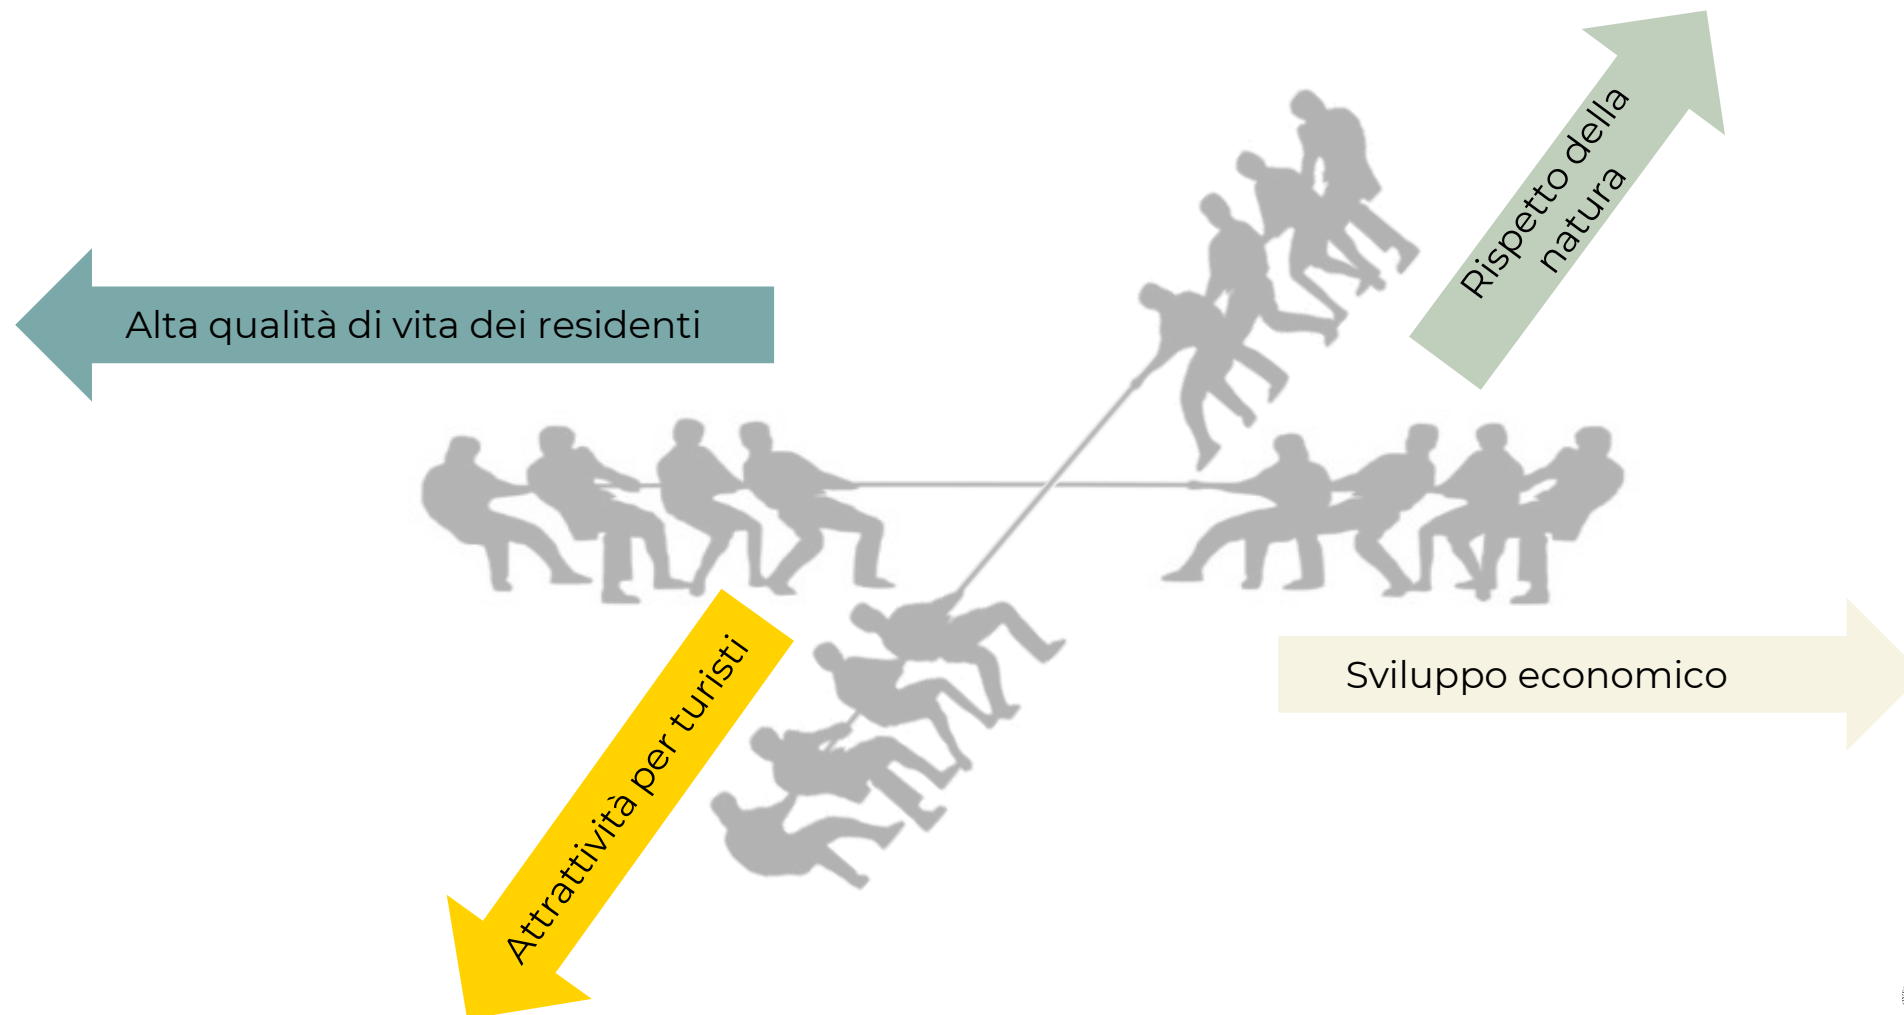 Rispetto della
natura
Alta qualità di vita dei residenti
Attrattività per turisti
Sviluppo economico